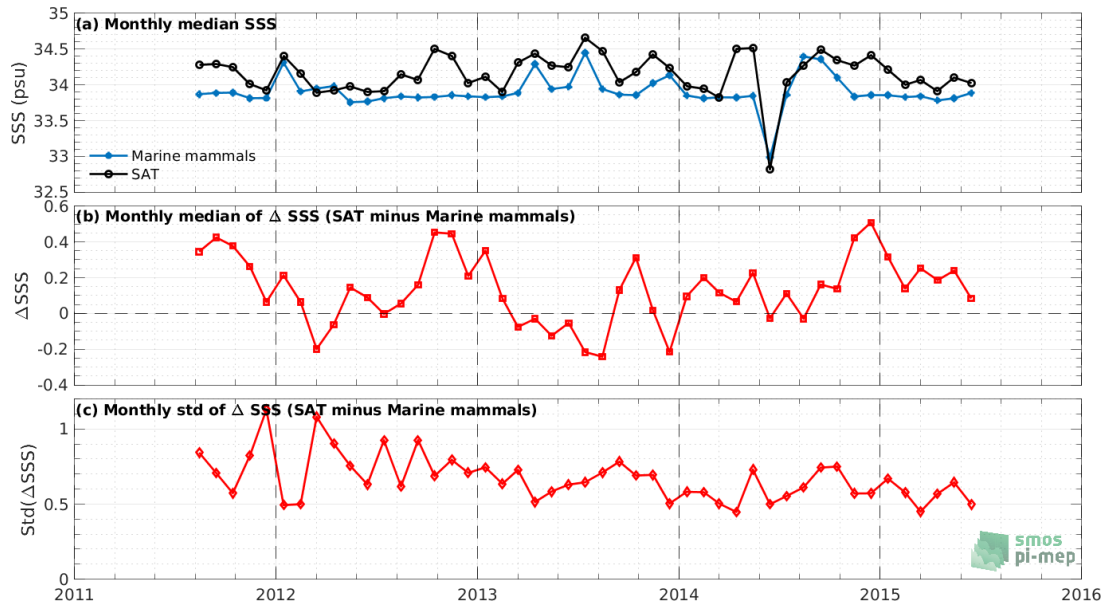 (a) Monthly median SSS
35
34.5
34
33.5
33
32.5
SSS (psu)
Marine mammals
SAT
(b) Monthly median of Δ SSS (SAT minus Marine mammals)
0.6
0.4
0.2
0
-0.2
-0.4
ΔSSS
(c) Monthly std of Δ SSS (SAT minus Marine mammals)
1
0.5
0
Std(ΔSSS)
smos
pi-mep
2011 2012 2013 2014 2015 2016